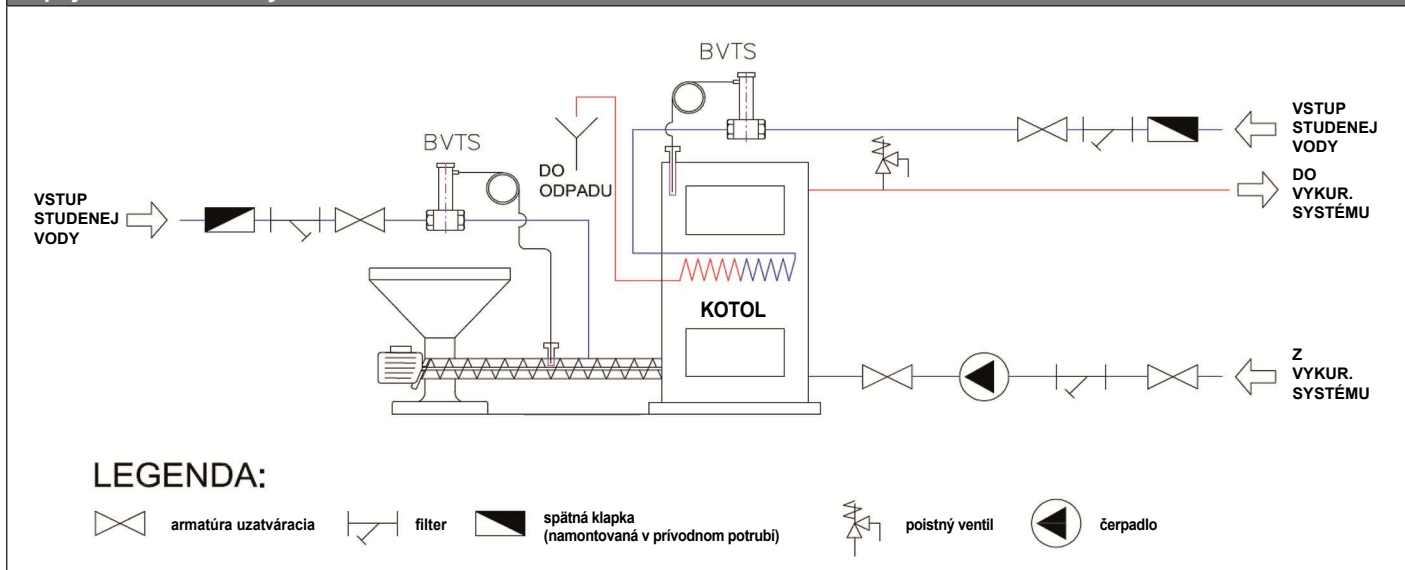 BVTS
BVTS
DO
ODPADU
VSTUP
STUDENEJ
VODY
VSTUP
STUDENEJ
VODY
DO
VYKUR.
SYSTÉMU
KOTOL
Z
VYKUR.
SYSTÉMU
LEGENDA:
armatúra uzatváracia
filter
spätná klapka
(namontovaná v prívodnom potrubí)
poistný ventil
čerpadlo